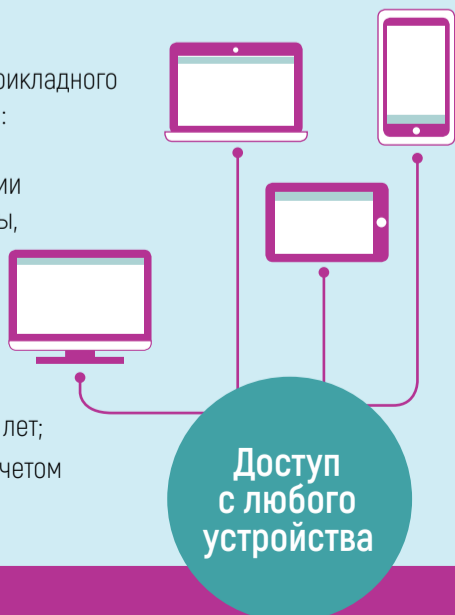 рикладного
:
ии
ы,
лет;
четом
Доступ
с любого
устройства